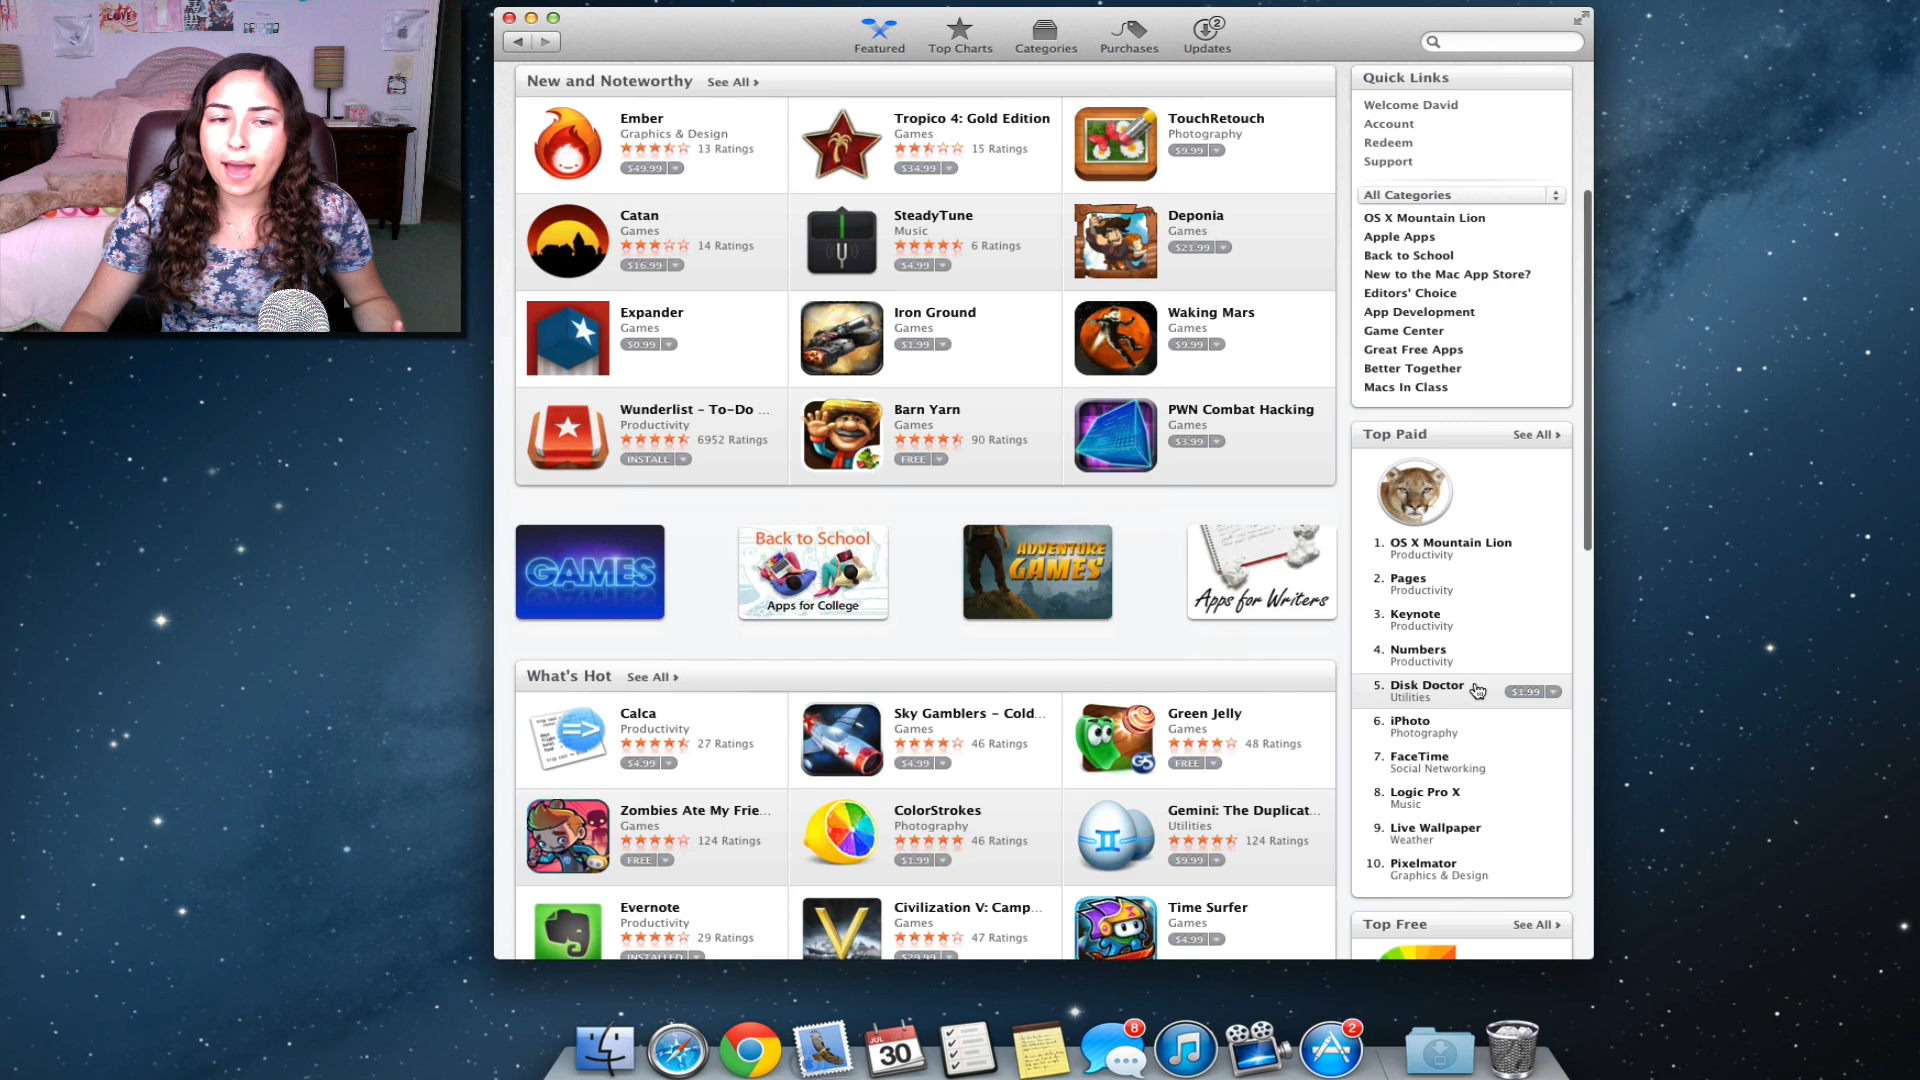 Featured
Top Charts
Categories
Purchases
2
Updates
New and Noteworthy See All ›
Ember
Graphics & Design
13 Ratings
$49.99
Tropico 4: Gold Edition
Games
15 Ratings
$34.99
TouchRetouch
Photography
$9.99
Catan
Games
14 Ratings
$16.99
SteadyTune
Music
6 Ratings
$4.99
Deponia
Games
$21.99
Expander
Games
$0.99
Iron Ground
Games
$1.99
Waking Mars
Games
$9.99
Wunderlist - To-Do ...
Productivity
6952 Ratings
INSTALL
Barn Yarn
Games
90 Ratings
FREE
PWN Combat Hacking
Games
$3.99
GAMES
Back to School
Apps for College
ADVENTURE
GAMES
Apps for Writers
What's Hot See All ›
Calca
Productivity
27 Ratings
$4.99
Sky Gamblers - Cold...
Games
46 Ratings
$4.99
Green Jelly
Games
48 Ratings
FREE
G5
Zombies Ate My Frie...
Games
124 Ratings
FREE
ColorStrokes
Photography
46 Ratings
$1.99
Gemini: The Duplicat...
Utilities
124 Ratings
$9.99
Evernote
Productivity
29 Ratings
INSTALLED
Civilization V: Camp...
Games
47 Ratings
$29.99
Time Surfer
Games
$4.99
Quick Links
Welcome David
Account
Redeem
Support
All Categories
OS X Mountain Lion
Apple Apps
Back to School
New to the Mac App Store?
Editors' Choice
App Development
Game Center
Great Free Apps
Better Together
Macs In Class
Top Paid See All ›
1. OS X Mountain Lion
Productivity
2. Pages
Productivity
3. Keynote
Productivity
4. Numbers
Productivity
5. Disk Doctor $1.99
Utilities
6. iPhoto
Photography
7. FaceTime
Social Networking
8. Logic Pro X
Music
9. Live Wallpaper
Weather
10. Pixelmator
Graphics & Design
Top Free See All ›
JUL
30
8
2
LOVE